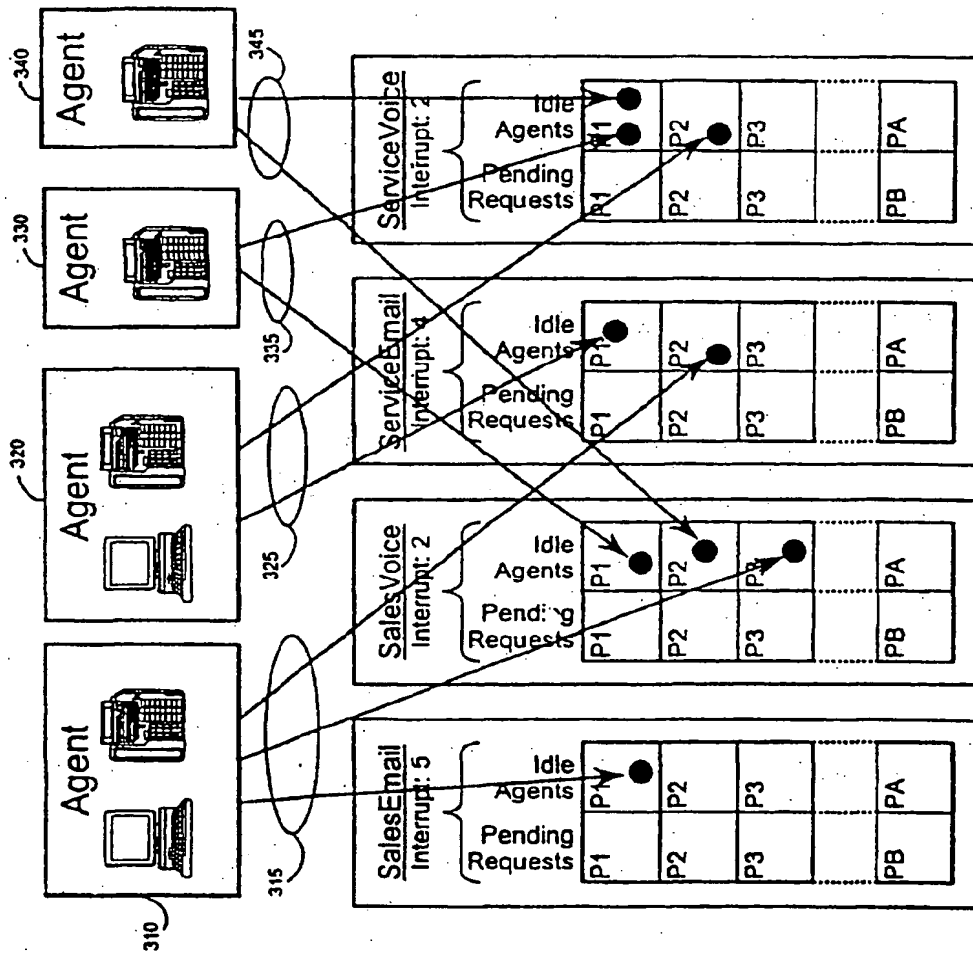 340
330
320
310
Agent
Agent
Agent
Agent
345
335
325
315
SalesEmail
Interrupt: 5
Pending
Requests
Idle
Agents
P1
P1
P2
P2
P3
P3
PB
PA
SalesVoice
Interrupt: 2
Requests
Idle
Agents
P1
P1
P2
P2
P3
P3
PB
PA
ServiceEmail
Interrupt: 4
Pending
Requests
Idle
Agents
P1
P1
P2
P2
P3
P3
PB
PA
ServiceVoice
Interrupt: 2
Pending
Requests
Idle
Agents
P1
P1
P2
P2
P3
P3
PB
PA